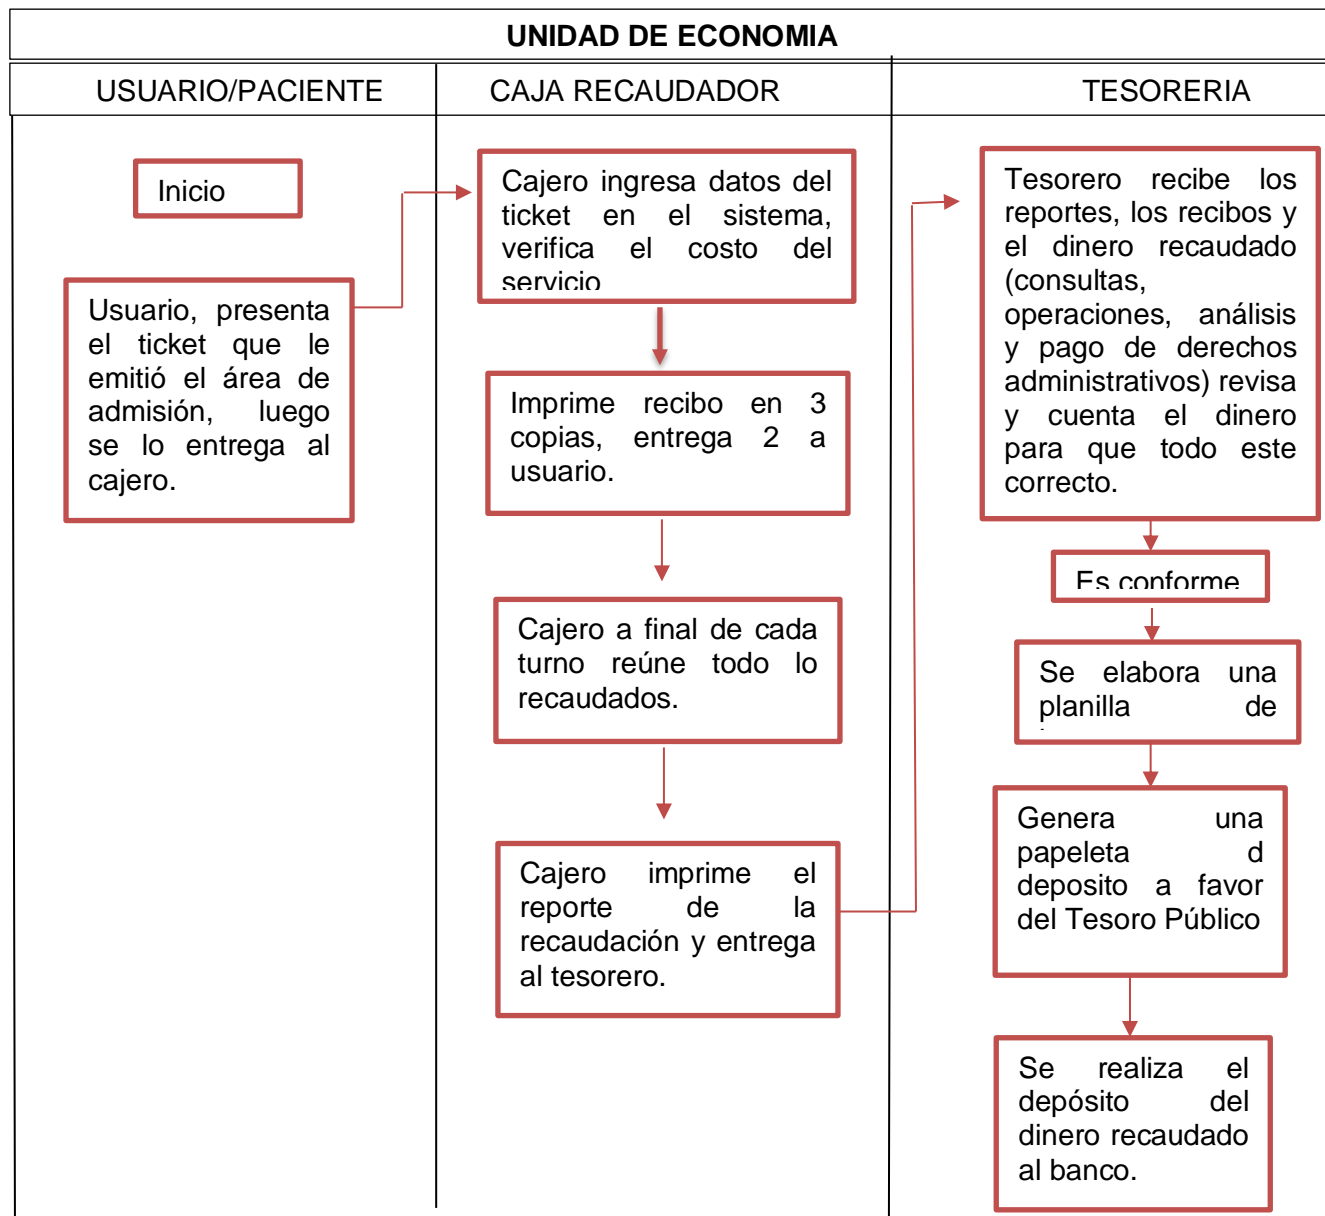 UNIDAD DE ECONOMIA
USUARIO/PACIENTE
CAJA RECAUDADOR
TESORERIA
Inicio
Usuario, presenta
el ticket que le
emitió el área de
admisión, luego
se lo entrega al
cajero.
Cajero ingresa datos del
ticket en el sistema,
verifica el costo del
servicio
Imprime recibo en 3
copias, entrega 2 a
usuario.
Cajero a final de cada
turno reúne todo lo
recaudados.
Cajero imprime el
reporte de la
recaudación y entrega
al tesorero.
Tesorero recibe los
reportes, los recibos y
el dinero recaudado
(consultas,
operaciones, análisis
y pago de derechos
administrativos) revisa
y cuenta el dinero
para que todo este
correcto.
Es conforme
Se elabora una
planilla de
Genera una
papeleta d
deposito a favor
del Tesoro Público
Se realiza el
depósito del
dinero recaudado
al banco.